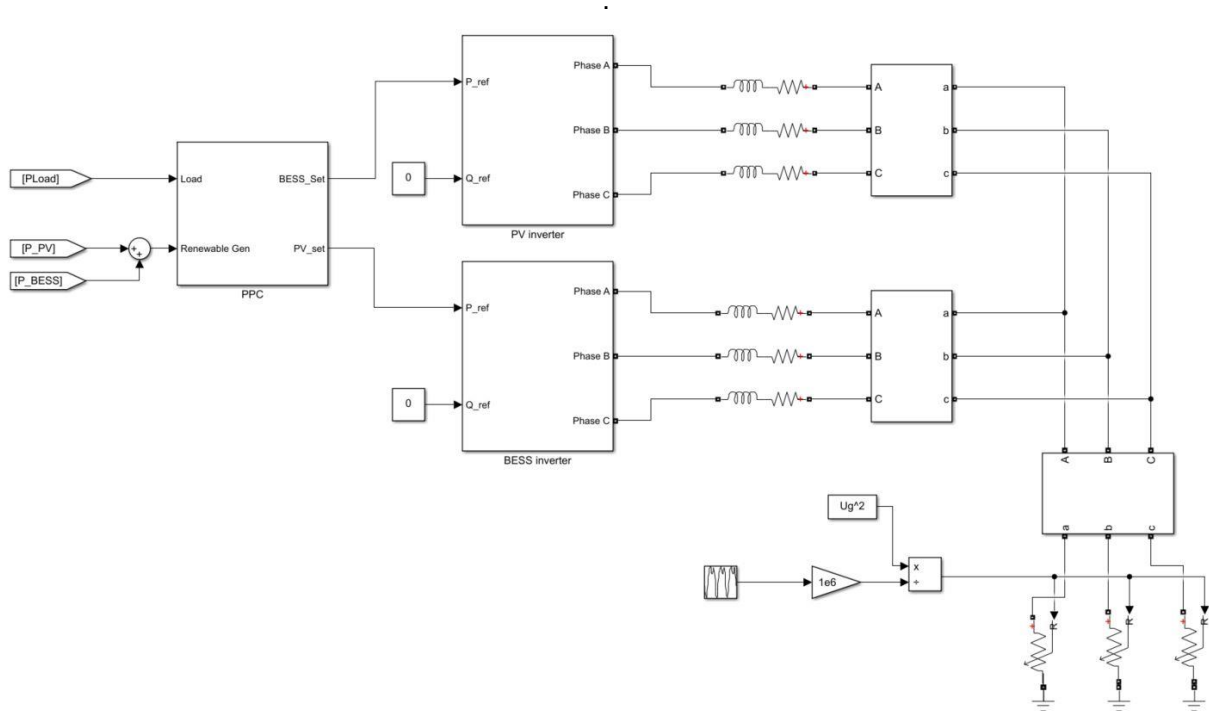 .
[PLoad]
[P_PV]
[P_BESS]
+
+
Load
BESS_Set
Renewable Gen
PV_set
PPC
P_ref
Phase A
0
Q_ref
Phase B
Phase C
PV inverter
P_ref
Phase A
0
Q_ref
Phase B
Phase C
BESS inverter
+
+
+
A
a
B
b
C
c
+
+
+
A
a
B
b
C
c
A
B
C
a
b
c
Ug^2
1e6
x
÷
+
R
+
R
+
R